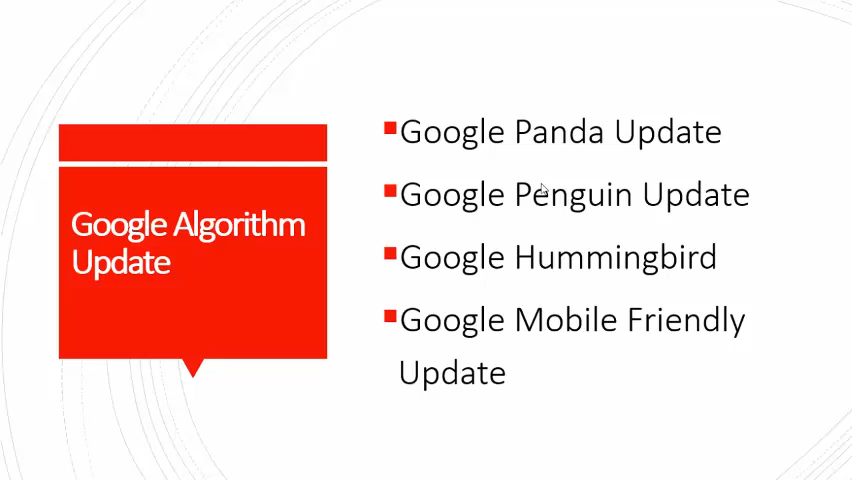 Google Algorithm
Update
Google Panda Update
Google Penguin Update
Google Hummingbird
Google Mobile Friendly
Update